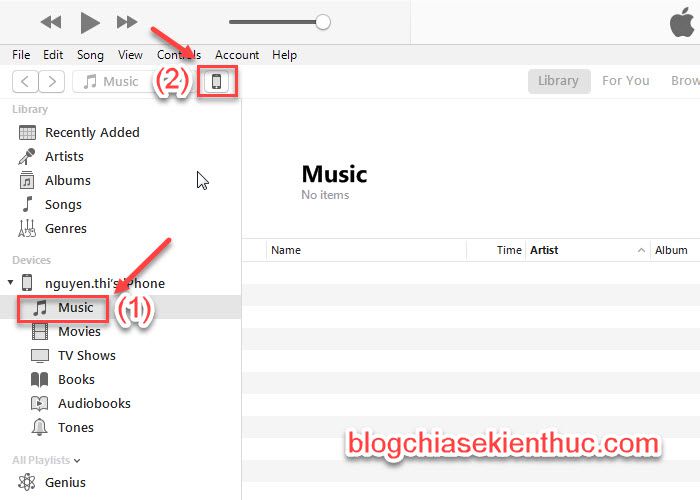 File Edit Song View Controls Account Help
Music (2) Library For You Brow
Library
Recently Added
Artists
Albums
Songs
Genres
Music
No items
Name Time Artist Album
Devices
nguyen.thi's iPhone
Music (1)
Movies
TV Shows
Books
Audiobooks
Tones
All Playlists
Genius
blogchiasekienthuc.com